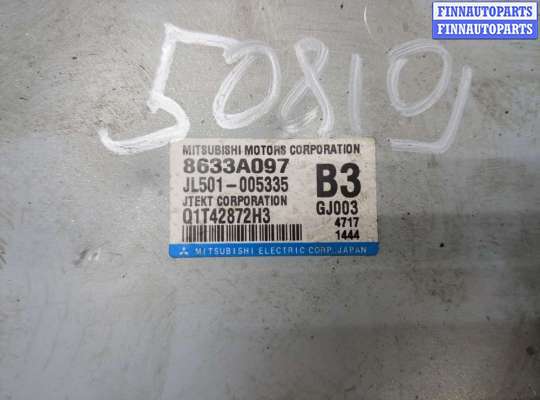 FINNAUTOPARTS
FINNAUTOPARTS
50819
MITSUBISHI MOTORS CORPORATION
8633A097
JL501-005335
B3
JTEKT CORPORATION
GJ003
Q1T42872H3
4717
1444
MITSUBISHI ELECTRIC CORP. JAPAN